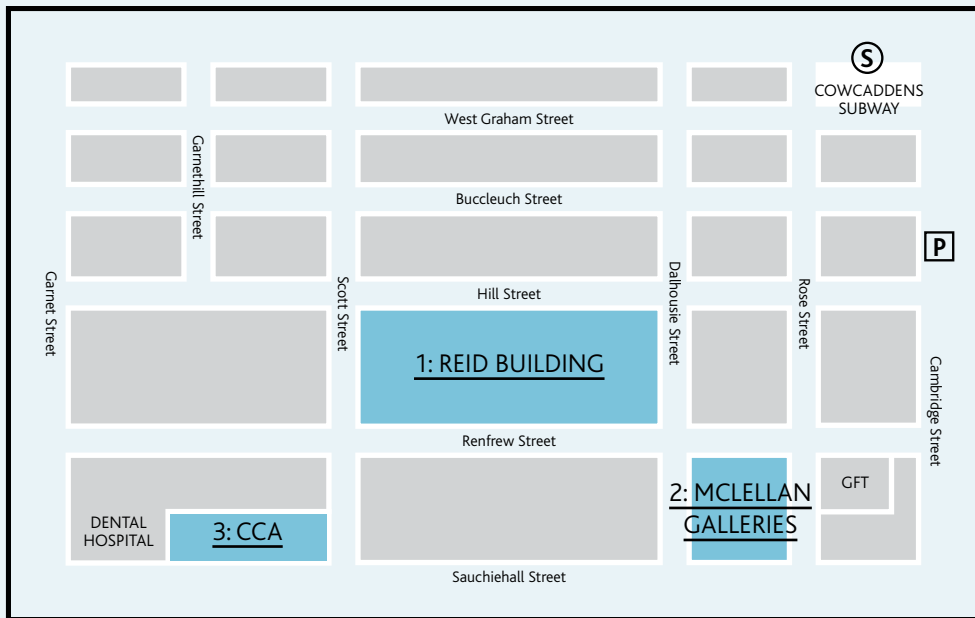 S
COWCADDENS
SUBWAY
West Graham Street
Garnethill Street
Buccleuch Street
P
Garnet Street
Scott Street
Hill Street
Dalhousie Street
Rose Street
1: REID BUILDING
Cambridge Street
Renfrew Street
DENTAL
HOSPITAL
3: CCA
2: MCLELLAN
GALLERIES
GFT
Sauchiehall Street